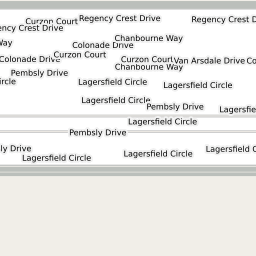 Regency Crest Drive
Curzon Court
Regency Crest D
ency Crest Drive
Chanbourne Way
Way
Colonade Drive
Curzon Court
Colonade Drive
Curzon Court
Van Arsdale Drive
Co
Chanbourne Way
Pembsly Drive
ircle
Lagersfield Circle
Lagersfield Circle
Lagersfield Circle
Pembsly Drive
Lagersfie
Lagersfield Circle
Pembsly Drive
ly Drive
Lagersfield C
Lagersfield Circle
Lagersfield Circle